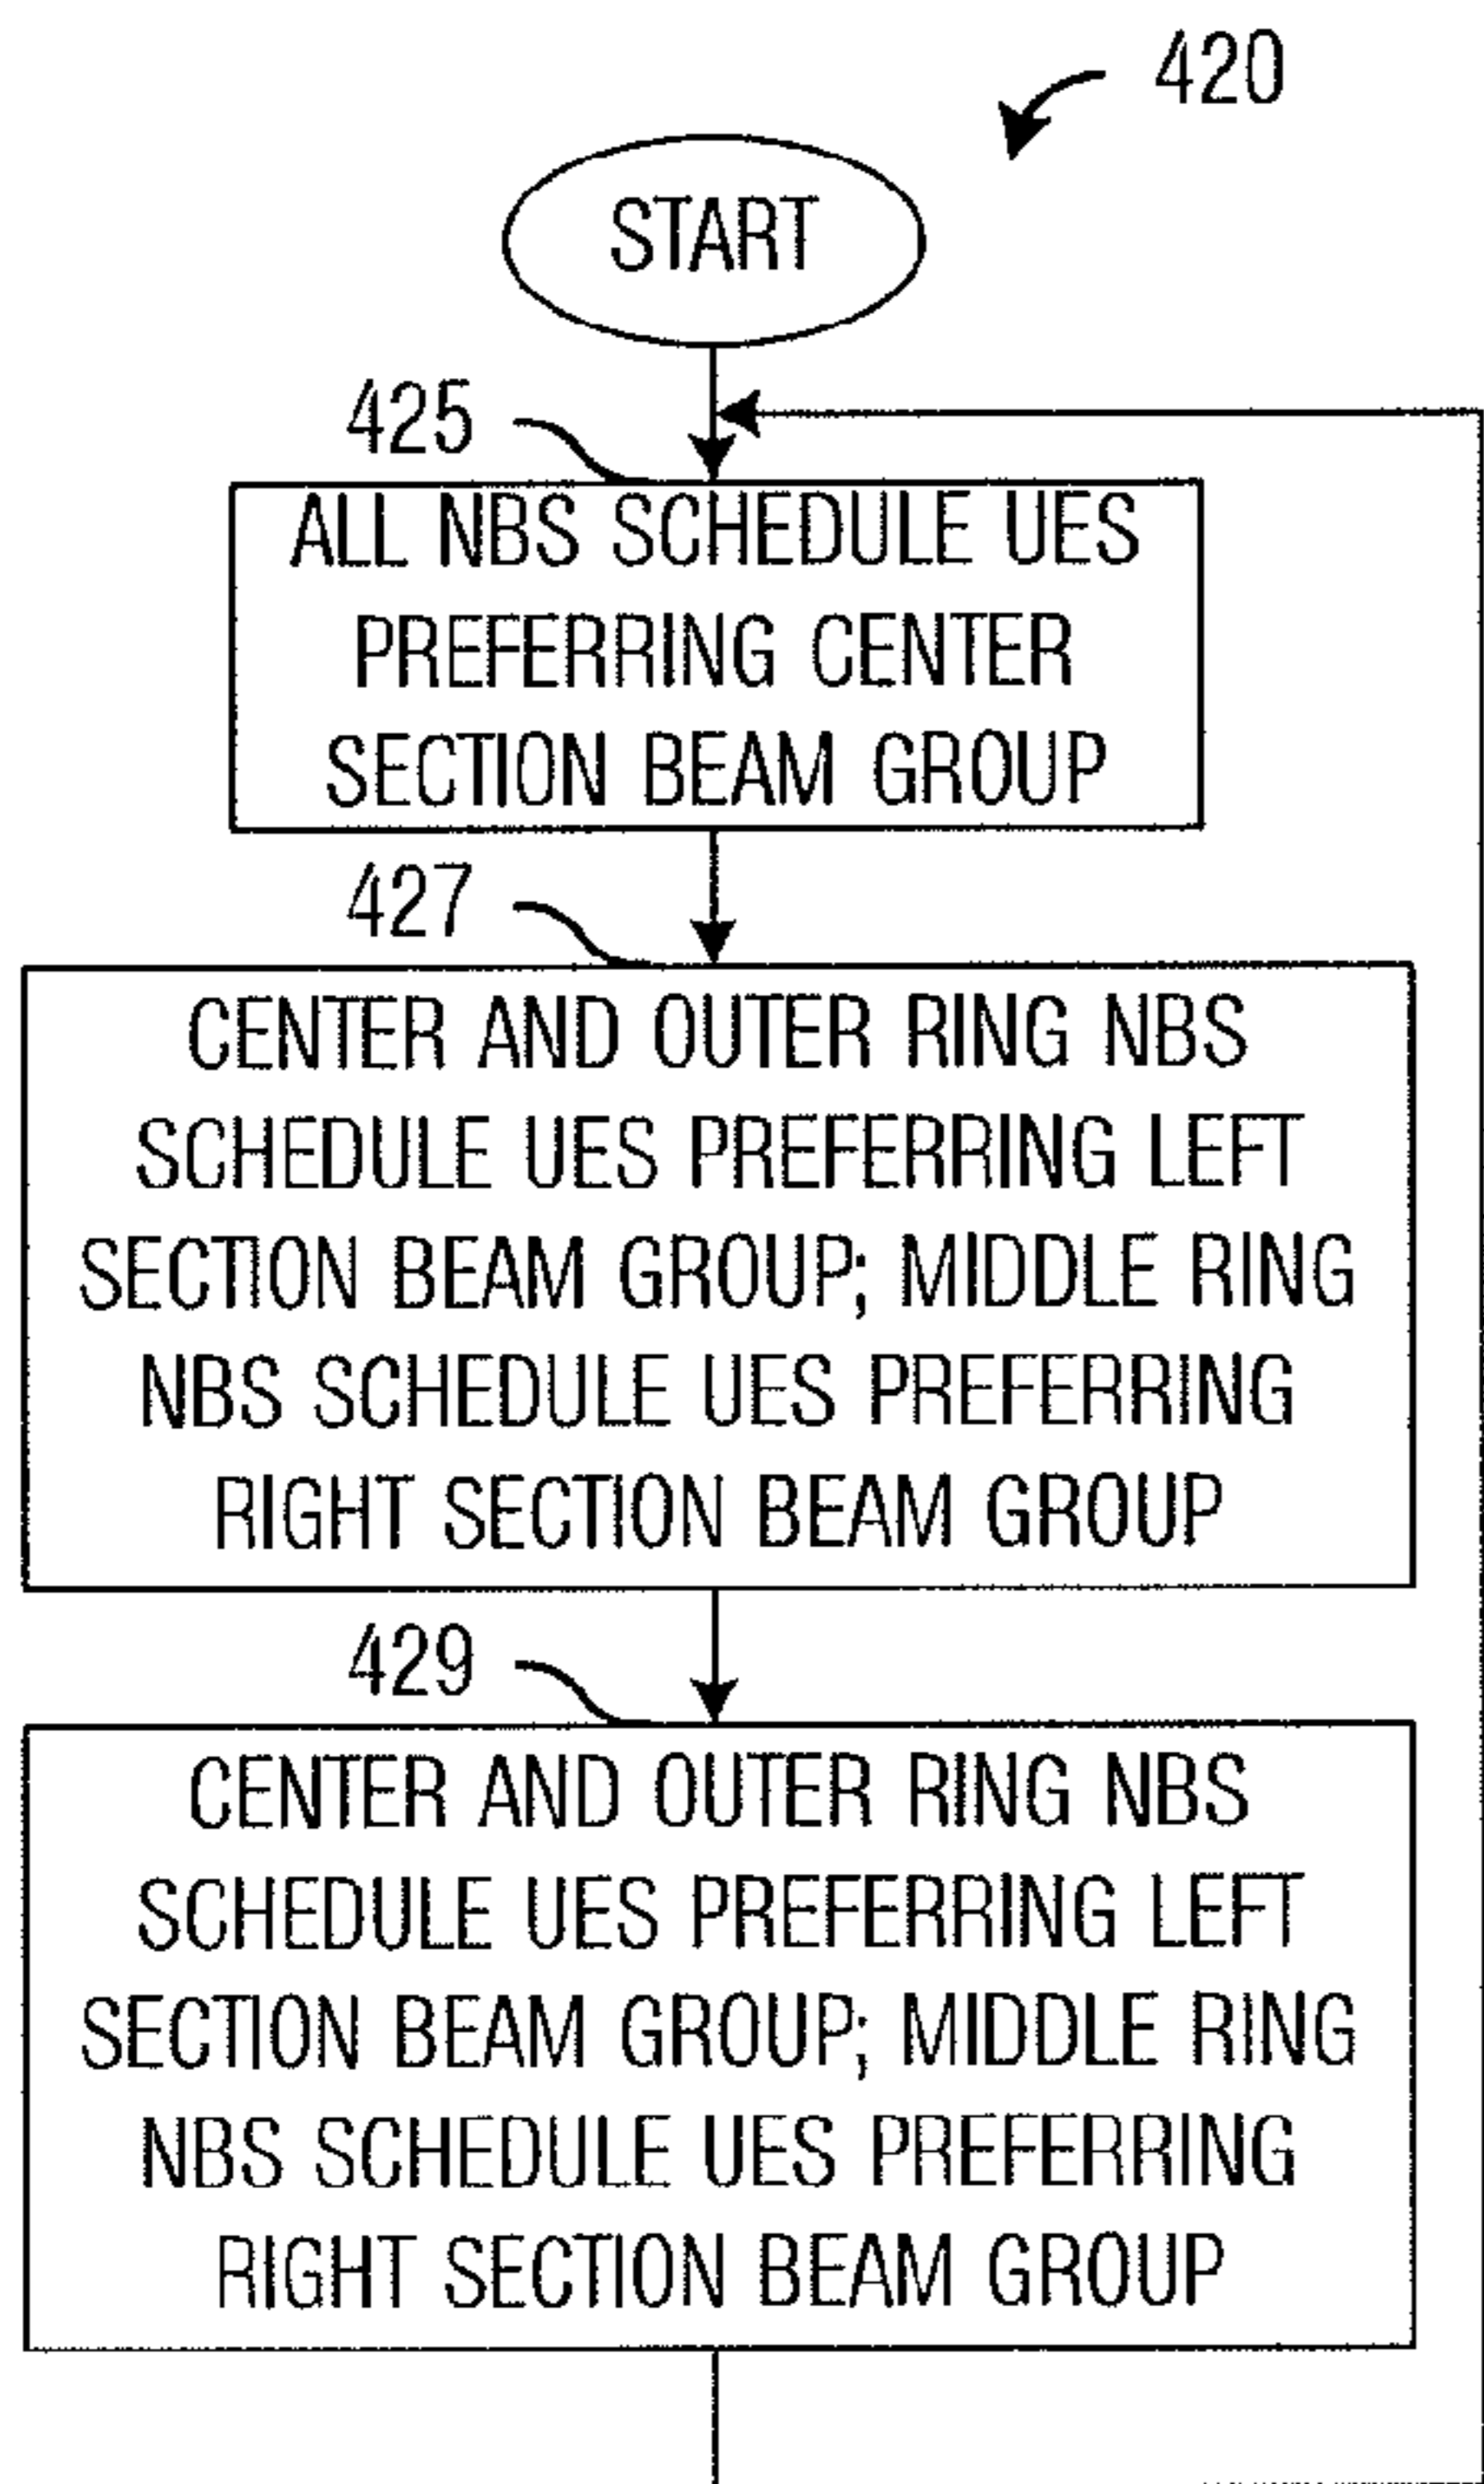 420
START
425
ALL NBS SCHEDULE UES
PREFERRING CENTER
SECTION BEAM GROUP
427
CENTER AND OUTER RING NBS
SCHEDULE UES PREFERRING LEFT
SECTION BEAM GROUP; MIDDLE RING
NBS SCHEDULE UES PREFERRING
RIGHT SECTION BEAM GROUP
429
CENTER AND OUTER RING NBS
SCHEDULE UES PREFERRING LEFT
SECTION BEAM GROUP; MIDDLE RING
NBS SCHEDULE UES PREFERRING
RIGHT SECTION BEAM GROUP